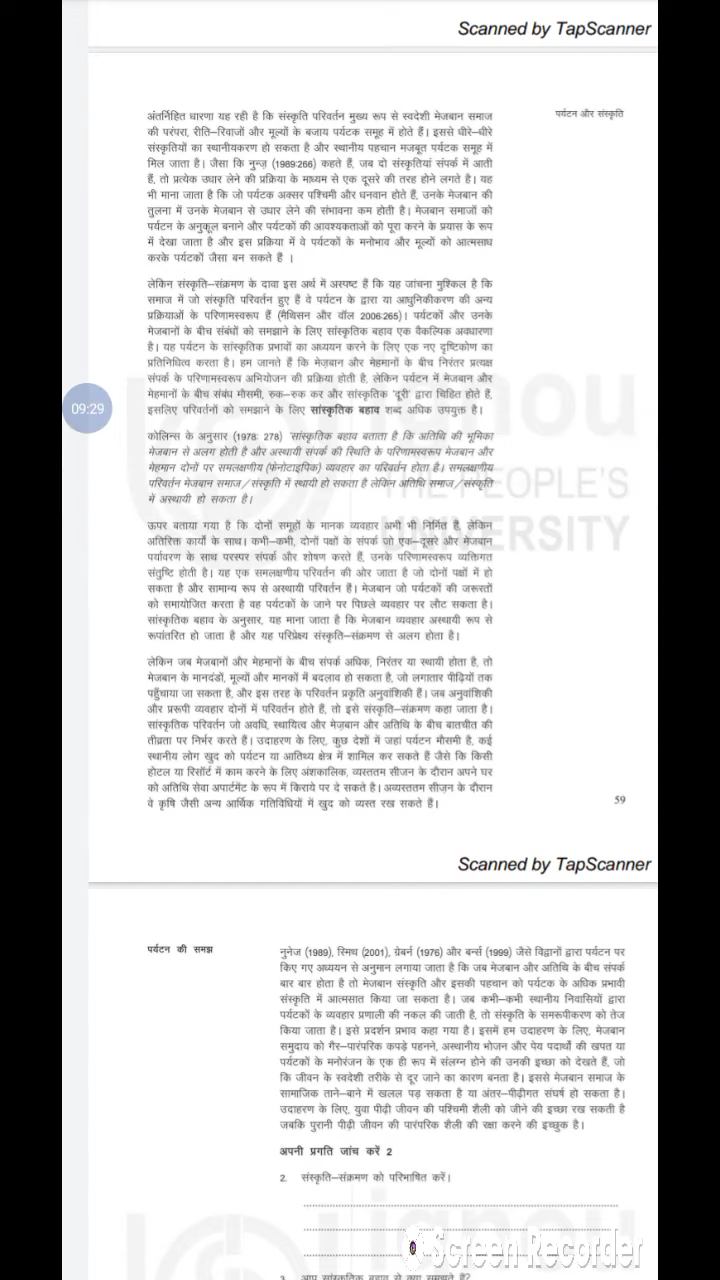 Scanned by TapScanner
पर्यटन और संस्कृति
अंतर्निहित धारणा यह रही है कि संस्कृति परिवर्तन मुख्य रूप से स्वदेशी मेजबान समाज
की परंपरा, रीति–रिवाजों और मूल्यों के बजाय पर्यटक समूह में होते हैं। इससे धीरे–धीरे
संस्कृतियों का स्थानीयकरण हो सकता है और स्थानीय पहचान मजबूत पर्यटक समूह में
मिल जाता है। जैसा कि नुन्ज़ (1989:266) कहते हैं, जब दो संस्कृतियां संपर्क में आती
हैं, तो प्रत्येक उधार लेने की प्रक्रिया के माध्यम से एक दूसरे की तरह होने लगते है। यह
भी माना जाता है कि जो पर्यटक अक्सर पश्चिमी और धनवान होते हैं, उनके मेजबान की
तुलना में उनके मेजबान से उधार लेने की संभावना कम होती है। मेजबान समाजों को
पर्यटन के अनुकूल बनाने और पर्यटकों की आवश्यकताओं को पूरा करने के प्रयास के रूप
में देखा जाता है और इस प्रक्रिया में वे पर्यटकों के मनोभाव और मूल्यों को आत्मसाध
करके पर्यटकों जैसा बन सकते हैं ।
लेकिन संस्कृति–संक्रमण के दावा इस अर्थ में अस्पष्ट हैं कि यह जांचना मुश्किल है कि
समाज में जो संस्कृति परिवर्तन हुए हैं वे पर्यटन के द्वारा या आधुनिकीकरण की अन्य
प्रक्रियाओं के परिणामस्वरूप हैं (मैथिसन और वॉल 2006:265)। पर्यटकों और उनके
मेजबानों के बीच संबंधों को समझाने के लिए सांस्कृतिक बहाव एक वैकल्पिक अवधारणा
है। यह पर्यटन के सांस्कृतिक प्रभावों का अध्ययन करने के लिए एक नए दृष्टिकोण का
प्रतिनिधित्व करता है। हम जानते हैं कि मेज़बान और मेहमानों के बीच निरंतर प्रत्यक्ष
संपर्क के परिणामस्वरूप अभियोजन की प्रक्रिया होती है, लेकिन पर्यटन में मेजबान और
मेहमानों के बीच संबंध मौसमी, रुक–रुक कर और सांस्कृतिक 'दूरी' द्वारा चिह्नित होते हैं,
इसलिए परिवर्तनों को समझाने के लिए सांस्कृतिक बहाव शब्द अधिक उपयुक्त है।
09:29
कोलिन्स के अनुसार (1978: 278) 'सांस्कृतिक बहाव बताता है कि अतिथि की भूमिका
मेजबान से अलग होती है और अस्थायी संपर्क की स्थिति के परिणामस्वरूप मेजबान और
मेहमान दोनों पर समलक्षणीय (फेनोटाइपिक) व्यवहार का परिवर्तन होता है। समलक्षणीय
परिवर्तन मेजबान समाज/संस्कृति में स्थायी हो सकता है लेकिन अतिथि समाज/संस्कृति
में अस्थायी हो सकता है।
THE PEOPLE'S
UNIVERSITY
ऊपर बताया गया है कि दोनों समूहों के मानक व्यवहार अभी भी निर्मित हैं, लेकिन
अतिरिक्त कार्यों के साथ। कभी–कभी, दोनों पक्षों के संपर्क जो एक–दूसरे और मेजबान
पर्यावरण के साथ परस्पर संपर्क और शोषण करते हैं, उनके परिणामस्वरूप व्यक्तिगत
संतुष्टि होती है। यह एक समलक्षणीय परिवर्तन की ओर जाता है जो दोनों पक्षों में हो
सकता है और सामान्य रूप से अस्थायी परिवर्तन हैं। मेजबान जो पर्यटकों की जरूरतों
को समायोजित करता है वह पर्यटकों के जाने पर पिछले व्यवहार पर लौट सकता है।
सांस्कृतिक बहाव के अनुसार, यह माना जाता है कि मेजबान व्यवहार अस्थायी रूप से
रूपांतरित हो जाता है और यह परिप्रेक्ष्य संस्कृति–संक्रमण से अलग होता है।
लेकिन जब मेजबानों और मेहमानों के बीच संपर्क अधिक, निरंतर या स्थायी होता है, तो
मेजबान के मानदंडों, मूल्यों और मानकों में बदलाव हो सकता है, जो लगातार पीढ़ियों तक
पहुँचाया जा सकता है, और इस तरह के परिवर्तन प्रकृति अनुवांशिकी हैं। जब अनुवांशिकी
और प्ररूपी व्यवहार दोनों में परिवर्तन होते हैं, तो इसे संस्कृति–संक्रमण कहा जाता है।
सांस्कृतिक परिवर्तन जो अवधि, स्थायित्व और मेज़बान और अतिथि के बीच बातचीत की
तीव्रता पर निर्भर करते हैं। उदाहरण के लिए, कुछ देशों में जहां पर्यटन मौसमी है, कई
स्थानीय लोग खुद को पर्यटन या आतिथ्य क्षेत्र में शामिल कर सकते हैं जैसे कि किसी
होटल या रिसॉर्ट में काम करने के लिए अंशकालिक, व्यस्ततम सीजन के दौरान अपने घर
को अतिथि सेवा अपार्टमेंट के रूप में किराये पर दे सकते है। अव्यस्ततम सीज़न के दौरान
वे कृषि जैसी अन्य आर्थिक गतिविधियों में खुद को व्यस्त रख सकते हैं।
59
Scanned by TapScanner
पर्यटन की समझ
नुनेज (1989), स्मिथ (2001), ग्रेबर्न (1976) और बर्न्स (1999) जैसे विद्वानों द्वारा पर्यटन पर
किए गए अध्ययन से अनुमान लगाया जाता है कि जब मेजबान और अतिथि के बीच संपर्क
बार बार होता है तो मेजबान संस्कृति और इसकी पहचान को पर्यटक के अधिक प्रभावी
संस्कृति में आत्मसात किया जा सकता है। जब कभी–कभी स्थानीय निवासियों द्वारा
पर्यटकों के व्यवहार प्रणाली की नकल की जाती है, तो संस्कृति के समरूपीकरण को तेज
किया जाता है। इसे प्रदर्शन प्रभाव कहा गया है। इसमें हम उदाहरण के लिए, मेजबान
समुदाय को गैर–पारंपरिक कपड़े पहनने, अस्थानीय भोजन और पेय पदार्थों की खपत या
पर्यटकों के मनोरंजन के एक ही रूप में संलग्न होने की उनकी इच्छा को देखते हैं, जो
कि जीवन के स्वदेशी तरीके से दूर जाने का कारण बनता है। इससे मेजबान समाज के
सामाजिक ताने–बाने में खलल पड़ सकता है या अंतर–पीढ़ीगत संघर्ष हो सकता है।
उदाहरण के लिए, युवा पीढ़ी जीवन की पश्चिमी शैली को जीने की इच्छा रख सकती है
जबकि पुरानी पीढ़ी जीवन की पारंपरिक शैली की रक्षा करने की इच्छुक है।
अपनी प्रगति जांच करें 2
2. संस्कृति–संक्रमण को परिभाषित करें।
Screen Recorder
3. आप सांस्कृतिक बहाव से क्या समझते हैं?